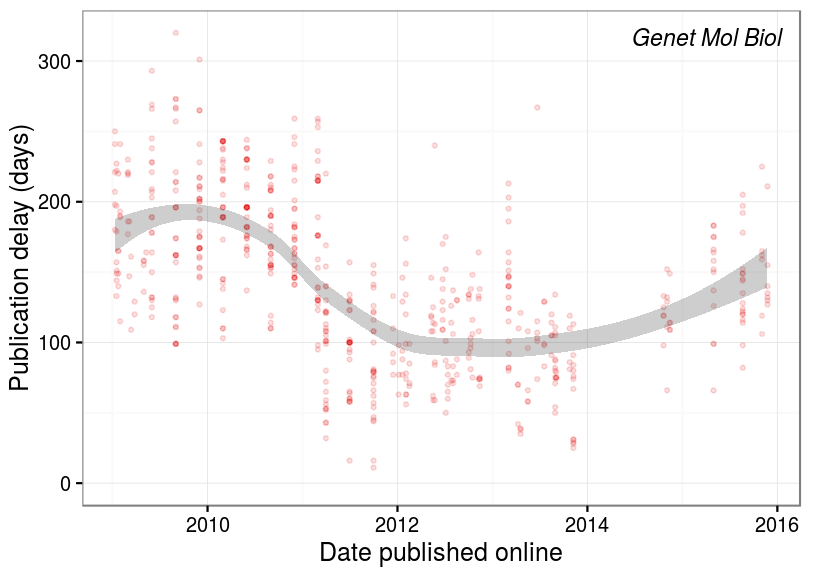 Genet Mol Biol
Publication delay (days)
300
200
100
0
2010
2012
2014
2016
Date published online